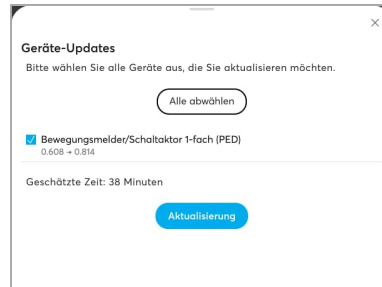 Geräte-Updates
Bitte wählen Sie alle Geräte aus, die Sie aktualisieren möchten.
Alle abwählen
Bewegungsmelder/Schaltaktor 1-fach (PED)
0.608 → 0.814
Geschätzte Zeit: 38 Minuten
Aktualisierung